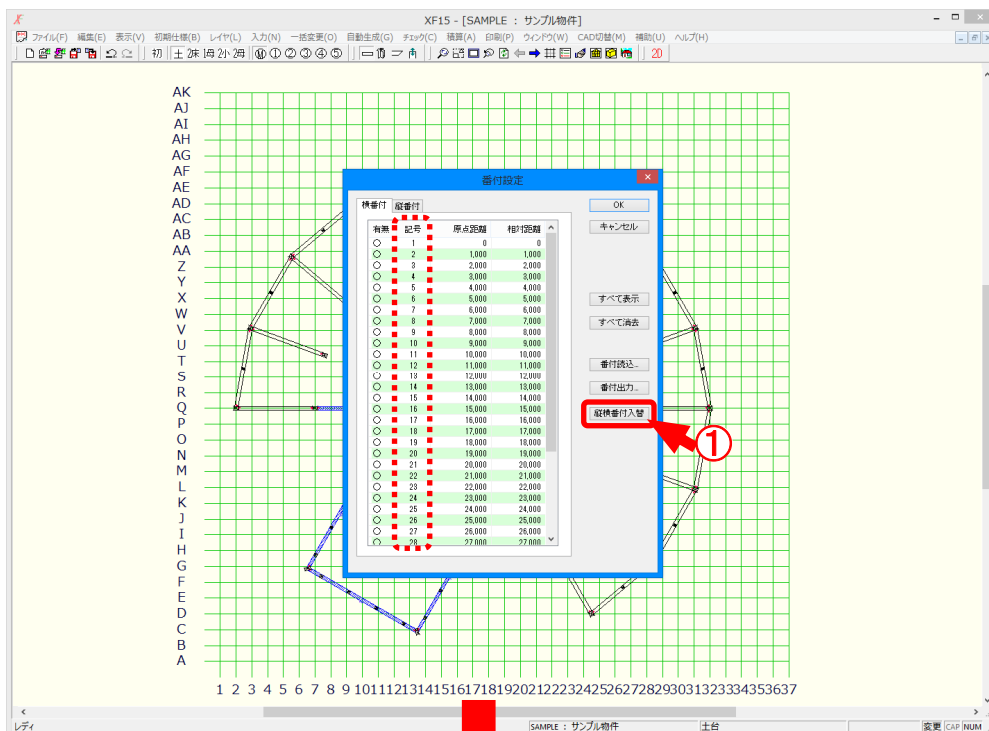 XF15 - [SAMPLE : サンプル物件]
ファイル(F) 編集(E) 表示(V) 初期仕様(B) レイヤ(L) 入力(N) 一括変更(O) 自動生成(G) チェック(C) 積算(A) 印刷(P) ウィンドウ(W) CAD切替(M) 補助(U) ヘルプ(H)
初 土 2床 1母 2小 2母 W ① ② ③ ④ ⑤ 2D
AK
AJ
AI
AH
AG
AF
AE
AD
AC
AB
AA
Z
Y
X
W
V
U
T
S
R
Q
P
O
N
M
L
K
J
I
H
G
F
E
D
C
B
A
1 2 3 4 5 6 7 8 9 10 11 12 13 14 15 16 17 18 19 20 21 22 23 24 25 26 27 28 29 30 31 32 33 34 35 36 37
番付設定
横番付 縦番付
有無 記号 原点距離 相対距離
○ 1 0 0
○ 2 1,000 1,000
○ 3 2,000 2,000
○ 4 3,000 3,000
○ 5 4,000 4,000
○ 6 5,000 5,000
○ 7 6,000 6,000
○ 8 7,000 7,000
○ 9 8,000 8,000
○ 10 9,000 9,000
○ 11 10,000 10,000
○ 12 11,000 11,000
○ 13 12,000 12,000
○ 14 13,000 13,000
○ 15 14,000 14,000
○ 16 15,000 15,000
○ 17 16,000 16,000
○ 18 17,000 17,000
○ 19 18,000 18,000
○ 20 19,000 19,000
○ 21 20,000 20,000
○ 22 21,000 21,000
○ 23 22,000 22,000
○ 24 23,000 23,000
○ 25 24,000 24,000
○ 26 25,000 25,000
○ 27 26,000 26,000
○ 28 27,000 27,000
OK
キャンセル
すべて表示
すべて消去
番付読込...
番付出力...
縦横番付入替
①
レディ SAMPLE : サンプル物件 土台 変更 CAP NUM